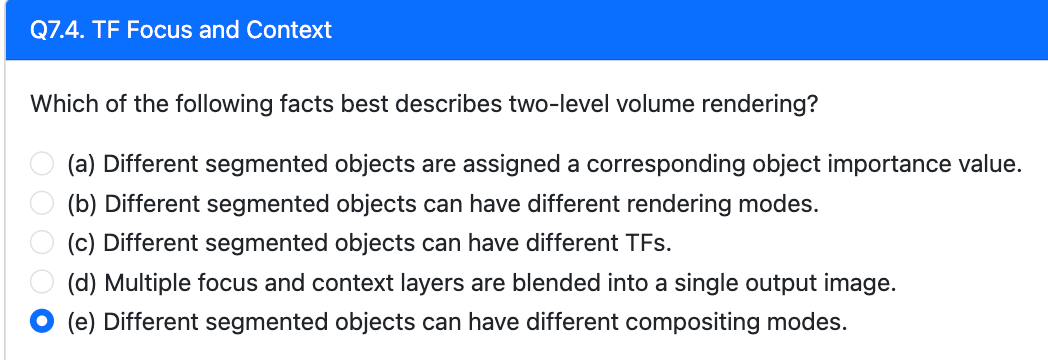 Q7.4. TF Focus and Context
Which of the following facts best describes two-level volume rendering?
(a) Different segmented objects are assigned a corresponding object importance value.
(b) Different segmented objects can have different rendering modes.
(c) Different segmented objects can have different TFs.
(d) Multiple focus and context layers are blended into a single output image.
(e) Different segmented objects can have different compositing modes.